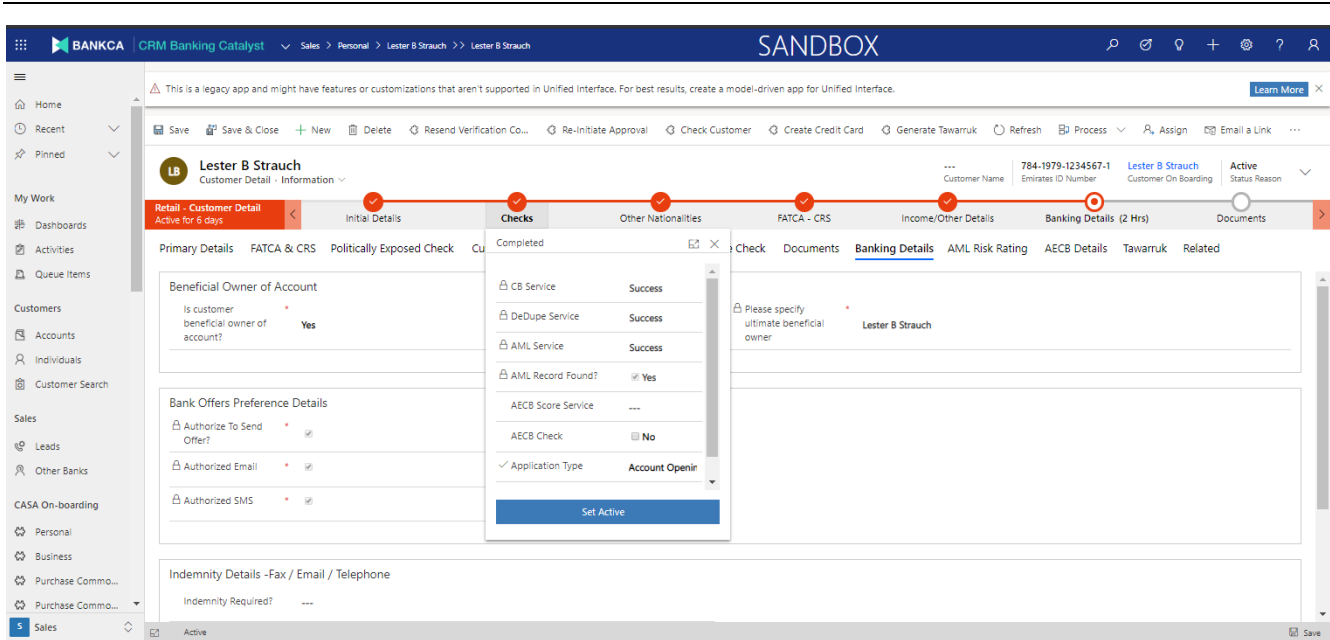 BANKCA CRM Banking Catalyst Sales > Personal > Lester B Strauch >> Lester B Strauch SANDBOX
This is a legacy app and might have features or customizations that aren't supported in Unified Interface. For best results, create a model-driven app for Unified Interface. Learn More
Home
Recent
Pinned
My Work
Dashboards
Activities
Queue Items
Customers
Accounts
Individuals
Customer Search
Sales
Leads
Other Banks
CASA On-boarding
Personal
Business
Purchase Commo...
Purchase Commo...
S Sales
Save Save & Close New Delete Resend Verification Co... Re-Initiate Approval Check Customer Create Credit Card Generate Tawarruk Refresh Process Assign Email a Link ...
LB
Lester B Strauch
Customer Detail · Information
---
Customer Name
784-1979-1234567-1
Emirates ID Number
Lester B Strauch
Customer On Boarding
Active
Status Reason
Retail - Customer Detail
Active for 6 days
Initial Details Checks Other Nationalities FATCA - CRS Income/Other Details Banking Details (2 Hrs) Documents
Primary Details FATCA & CRS Politically Exposed Check Cu Check Documents Banking Details AML Risk Rating AECB Details Tawarruk Related
Completed
CB Service Success
DeDupe Service Success
AML Service Success
AML Record Found? Yes
AECB Score Service ---
AECB Check No
Application Type Account Openin
Set Active
Beneficial Owner of Account
Is customer
beneficial owner of
account?
* Yes
Please specify
ultimate beneficial
owner
* Lester B Strauch
Bank Offers Preference Details
Authorize To Send
Offer?
*
Authorized Email *
Authorized SMS *
Indemnity Details -Fax / Email / Telephone
Indemnity Required? ---
Active Save